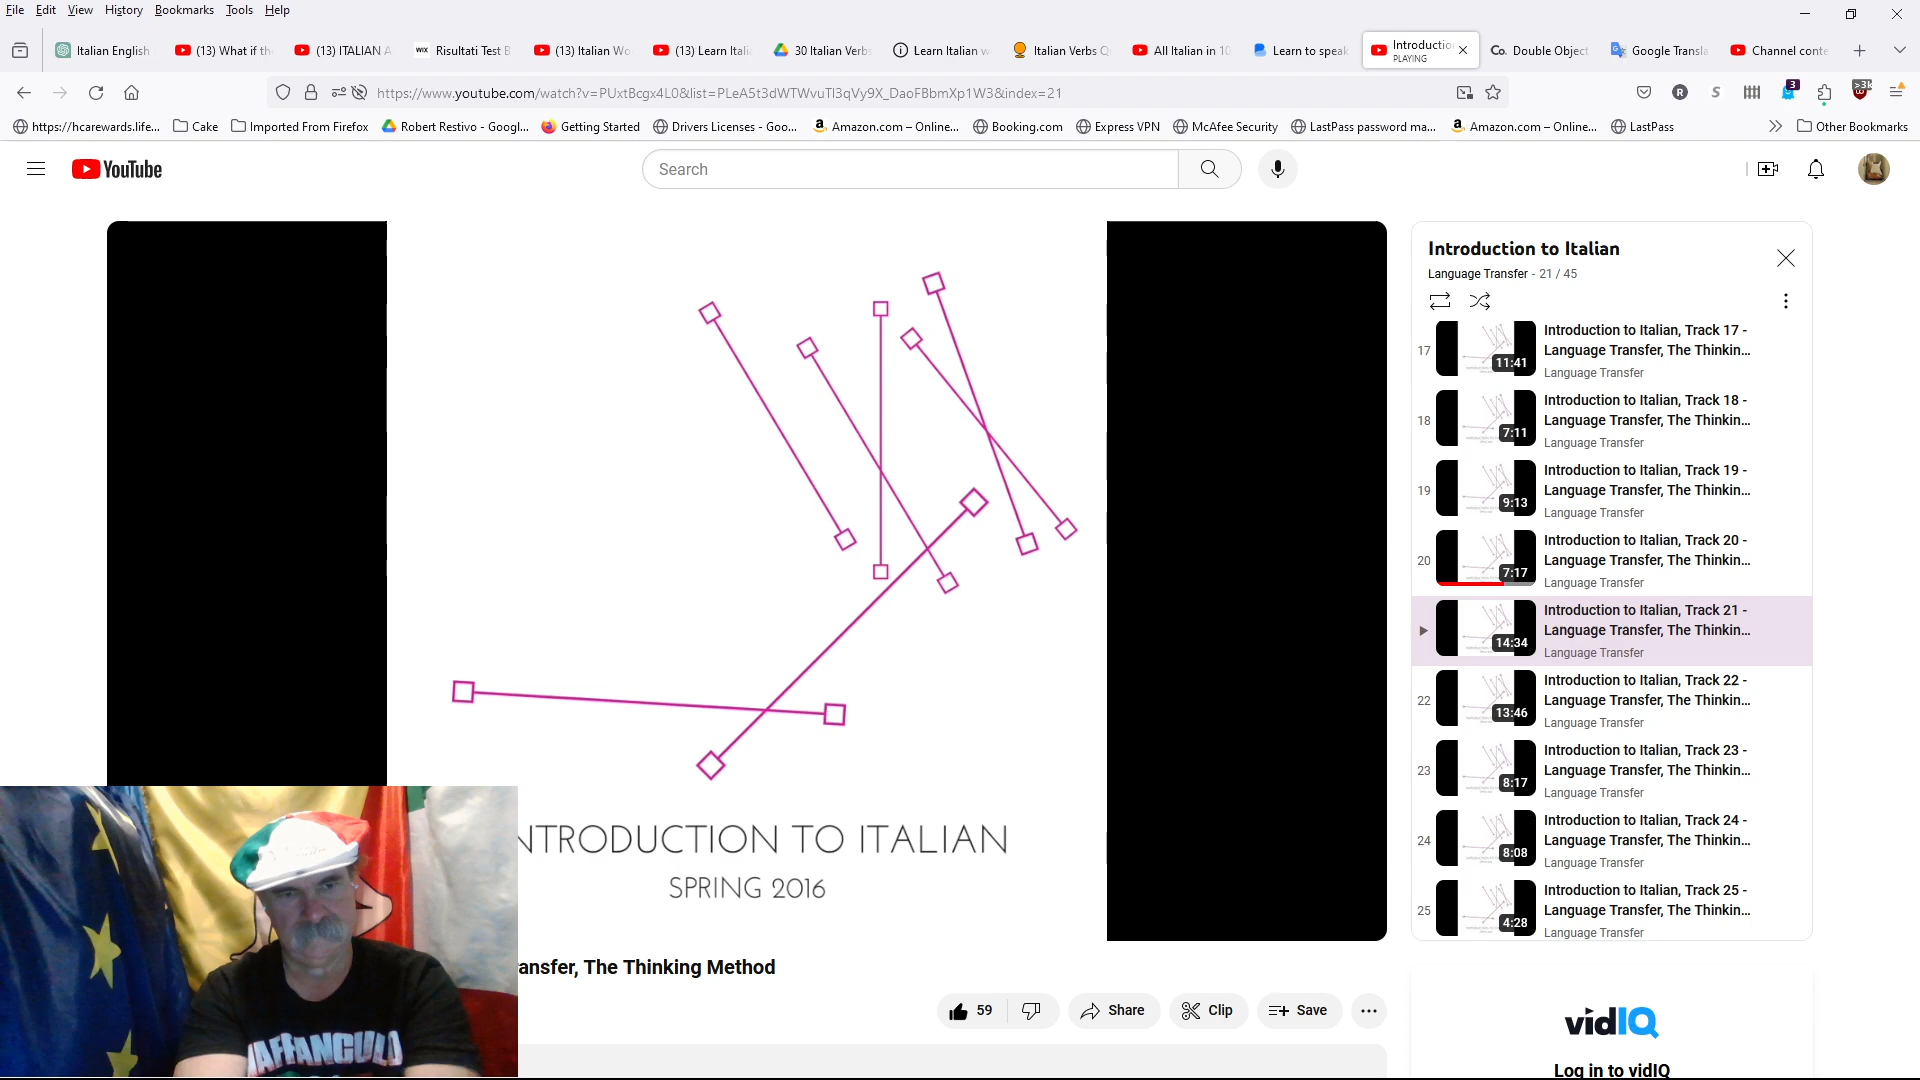 File Edit View History Bookmarks Tools Help
Italian English
(13) What if th
(13) ITALIAN A
WIX Risultati Test B
(13) Italian Wo
(13) Learn Itali
30 Italian Verbs
Learn Italian w
Italian Verbs Q
All Italian in 10
Learn to speak
Introductio
PLAYING
Co. Double Object
Google Transla
Channel conte
https://www.youtube.com/watch?v=PUxtBcgx4L0&list=PLeA5t3dWTWvuTl3qVy9X_DaoFBbmXp1W3&index=21
R
S
3
>3k
https://hcarewards.life...
Cake
Imported From Firefox
Robert Restivo - Googl...
Getting Started
Drivers Licenses - Goo...
Amazon.com – Online...
Booking.com
Express VPN
McAfee Security
LastPass password ma...
Amazon.com – Online...
LastPass
Other Bookmarks
YouTube
Search
Introduction to Italian
Language Transfer - 21 / 45
17
11:41
Introduction to Italian, Track 17 -
Language Transfer, The Thinkin...
Language Transfer
18
7:11
Introduction to Italian, Track 18 -
Language Transfer, The Thinkin...
Language Transfer
19
9:13
Introduction to Italian, Track 19 -
Language Transfer, The Thinkin...
Language Transfer
20
7:17
Introduction to Italian, Track 20 -
Language Transfer, The Thinkin...
Language Transfer
14:34
Introduction to Italian, Track 21 -
Language Transfer, The Thinkin...
Language Transfer
22
13:46
Introduction to Italian, Track 22 -
Language Transfer, The Thinkin...
Language Transfer
23
8:17
Introduction to Italian, Track 23 -
Language Transfer, The Thinkin...
Language Transfer
24
8:08
Introduction to Italian, Track 24 -
Language Transfer, The Thinkin...
Language Transfer
25
4:28
Introduction to Italian, Track 25 -
Language Transfer, The Thinkin...
Language Transfer
NTRODUCTION TO ITALIAN
SPRING 2016
ansfer, The Thinking Method
59
Share
Clip
Save
AFFANCULO
vidIQ
Log in to vidIQ